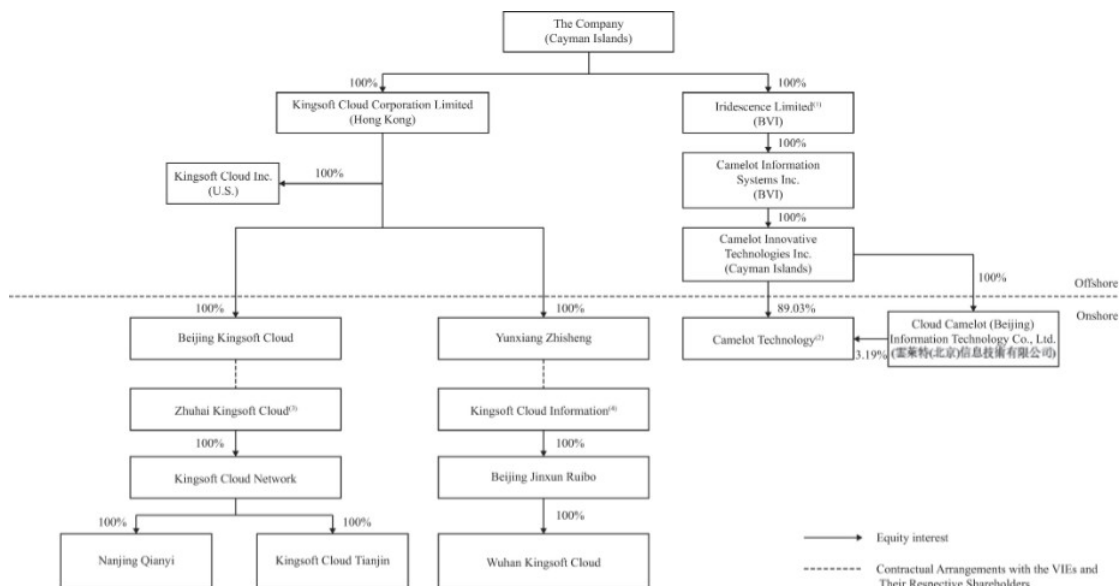 The Company
(Cayman Islands)
100%
100%
Kingsoft Cloud Corporation Limited
(Hong Kong)
Iridescence Limited(1)
(BVI)
100%
Kingsoft Cloud Inc.
(U.S.)
100%
Camelot Information
Systems Inc.
(BVI)
100%
Camelot Innovative
Technologies Inc.
(Cayman Islands)
100%
Offshore
100%
100%
89.03%
Onshore
Beijing Kingsoft Cloud
Yunxiang Zhisheng
Camelot Technology(2)
3.19%
Cloud Camelot (Beijing)
Information Technology Co., Ltd.
(雲萊特(北京)信息技術有限公司)
Zhuhai Kingsoft Cloud(3)
Kingsoft Cloud Information(4)
100%
100%
Kingsoft Cloud Network
Beijing Jinxun Ruibo
100%
100%
100%
Nanjing Qianyi
Kingsoft Cloud Tianjin
Wuhan Kingsoft Cloud
Equity interest
Contractual Arrangements with the VIEs and
Their Respective Shareholders